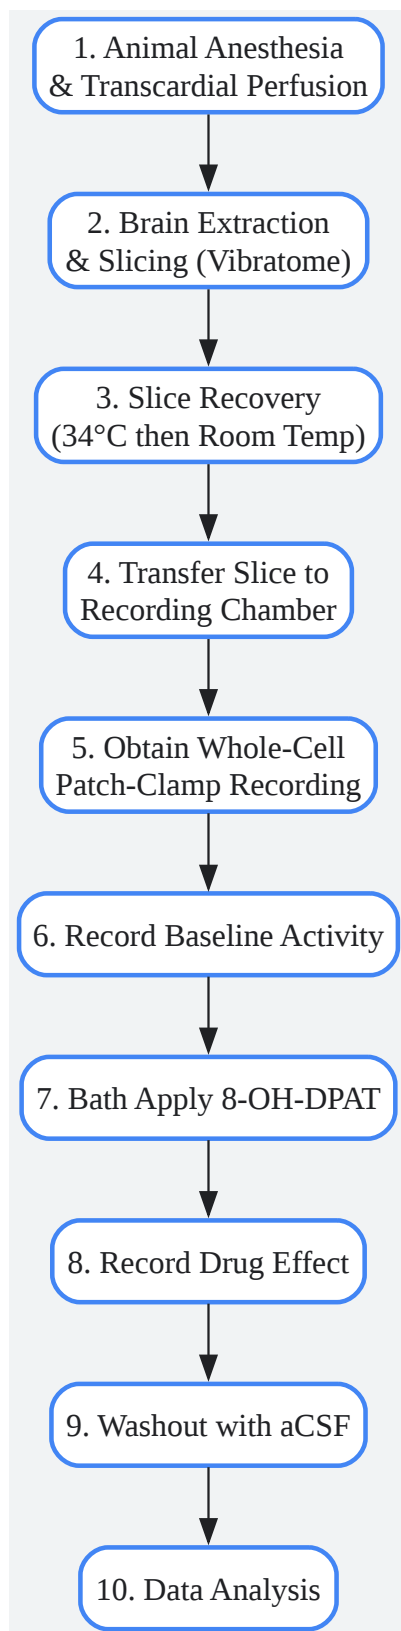 1. Animal Anesthesia
& Transcardial Perfusion
2. Brain Extraction
& Slicing (Vibratome)
3. Slice Recovery
(34°C then Room Temp)
4. Transfer Slice to
Recording Chamber
5. Obtain Whole-Cell
Patch-Clamp Recording
6. Record Baseline Activity
7. Bath Apply 8-OH-DPAT
8. Record Drug Effect
9. Washout with aCSF
10. Data Analysis